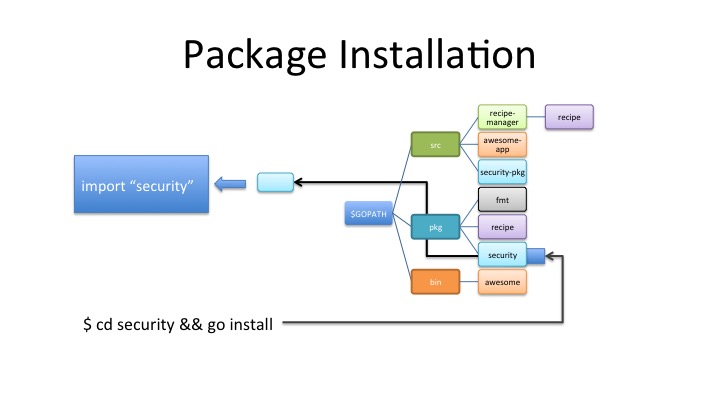 Package Installation
recipe-
manager
recipe
src
awesome-
app
security-pkg
import “security”
fmt
$GOPATH
pkg
recipe
security
bin
awesome
$ cd security && go install